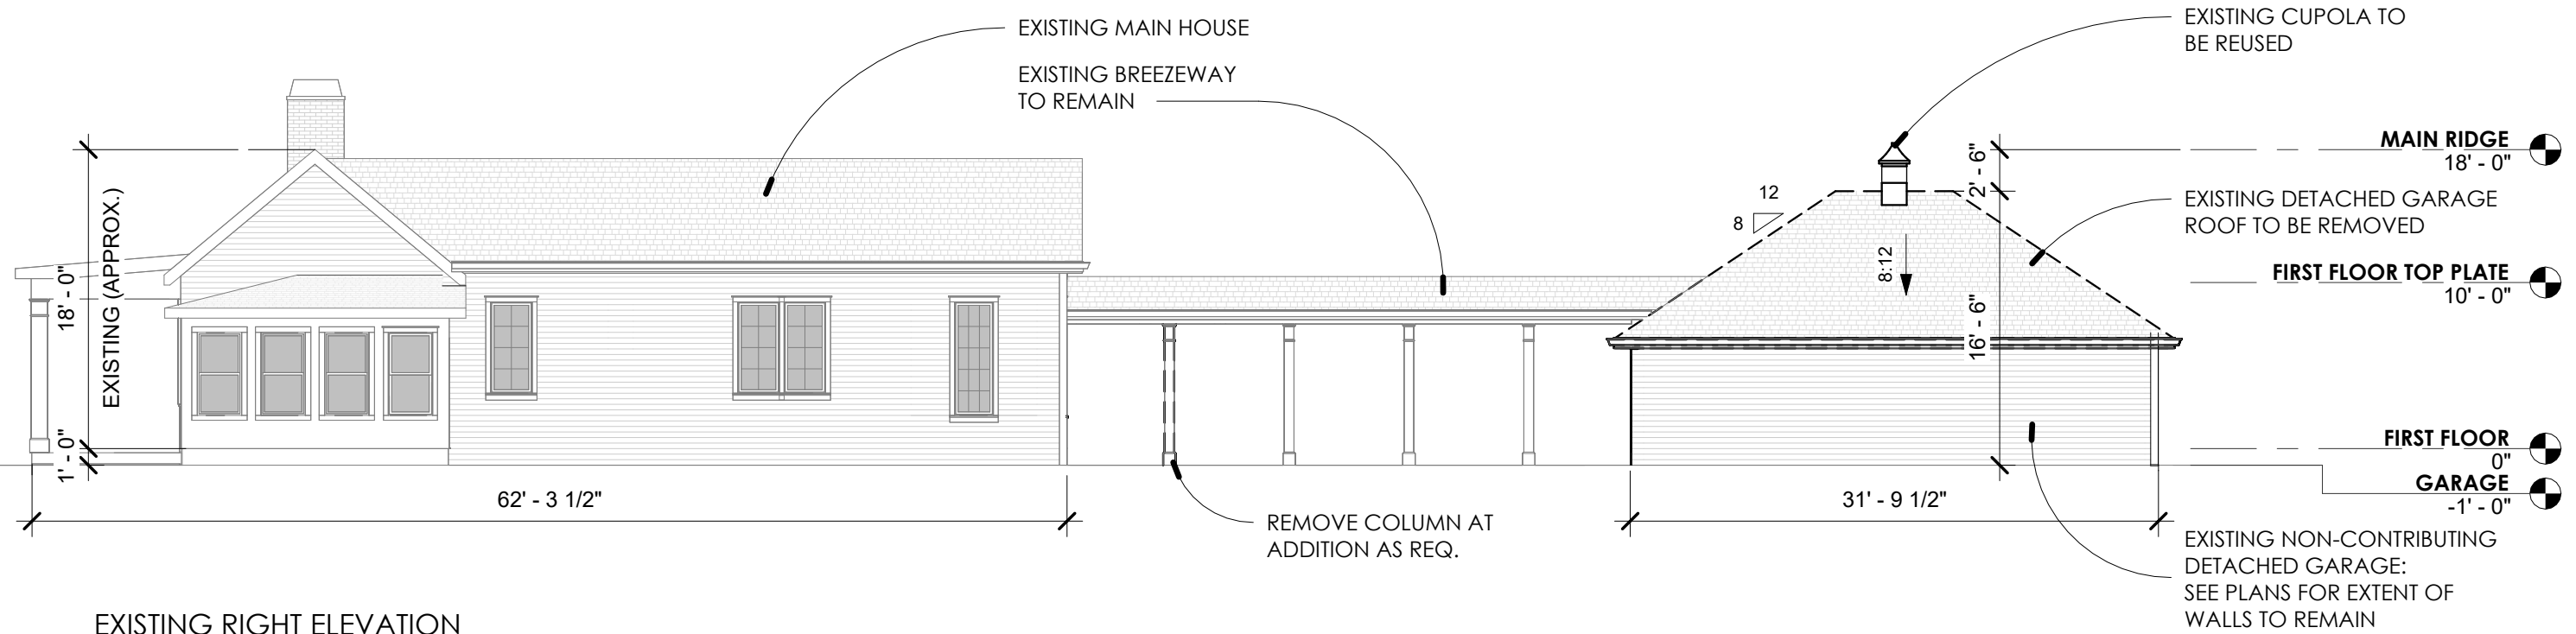 EXISTING MAIN HOUSE
EXISTING BREEZEWAY
TO REMAIN
EXISTING CUPOLA TO
BE REUSED
MAIN RIDGE
18' - 0"
2' - 6"
12
8
EXISTING DETACHED GARAGE
ROOF TO BE REMOVED
8:12
FIRST FLOOR TOP PLATE
10' - 0"
18' - 0"
EXISTING (APPROX.)
16' - 6"
1' - 0"
FIRST FLOOR
0"
GARAGE
-1' - 0"
62' - 3 1/2"
31' - 9 1/2"
REMOVE COLUMN AT
ADDITION AS REQ.
EXISTING NON-CONTRIBUTING
DETACHED GARAGE:
SEE PLANS FOR EXTENT OF
WALLS TO REMAIN
EXISTING RIGHT ELEVATION